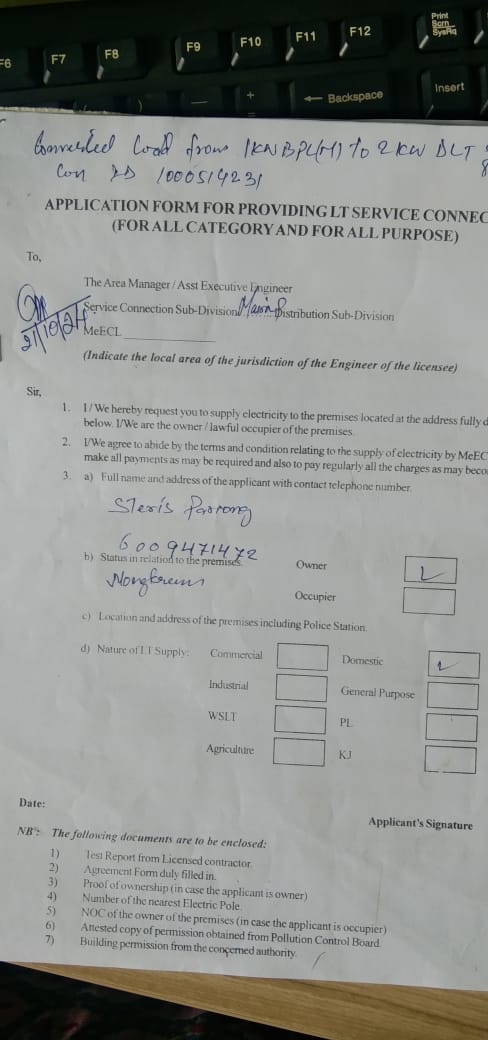 Print
Scrn
SysRq
F6 F7 F8 F9 F10 F11 F12
Backspace
Insert
Converted Load from 1KW BPL(M) To 2 KW DLT
Con ID 1000514231
APPLICATION FORM FOR PROVIDING LT SERVICE CONNEC
(FOR ALL CATEGORY AND FOR ALL PURPOSE)
To,
The Area Manager / Asst Executive Engineer
Service Connection Sub-Division/ Distribution Sub-Division
MeECL
21/10/24
(Indicate the local area of the jurisdiction of the Engineer of the licensee)
Sir,
1. I / We hereby request you to supply electricity to the premises located at the address fully d
below. I/We are the owner / lawful occupier of the premises.
2. I/We agree to abide by the terms and condition relating to the supply of electricity by MeEC
make all payments as may be required and also to pay regularly all the charges as may beco
3. a) Full name and address of the applicant with contact telephone number.
6009471472
b) Status in relation to the premises. Owner
Nongkrem
Occupier
c) Location and address of the premises including Police Station.
d) Nature of LT Supply: Commercial Domestic
Industrial General Purpose
WSLT PL
Agriculture KJ
Date:
Applicant's Signature
NB': The following documents are to be enclosed:
1) Test Report from Licensed contractor.
2) Agreement Form duly filled in.
3) Proof of ownership (in case the applicant is owner)
4) Number of the nearest Electric Pole.
5) NOC of the owner of the premises (in case the applicant is occupier)
6) Attested copy of permission obtained from Pollution Control Board
7) Building permission from the concerned authority.